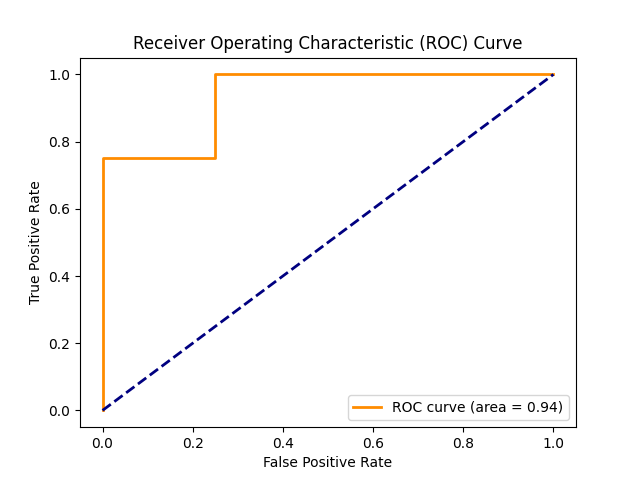 Receiver Operating Characteristic (ROC) Curve
1.0
0.8
0.6
0.4
0.2
0.0
True Positive Rate
0.0 0.2 0.4 0.6 0.8 1.0
False Positive Rate
ROC curve (area = 0.94)